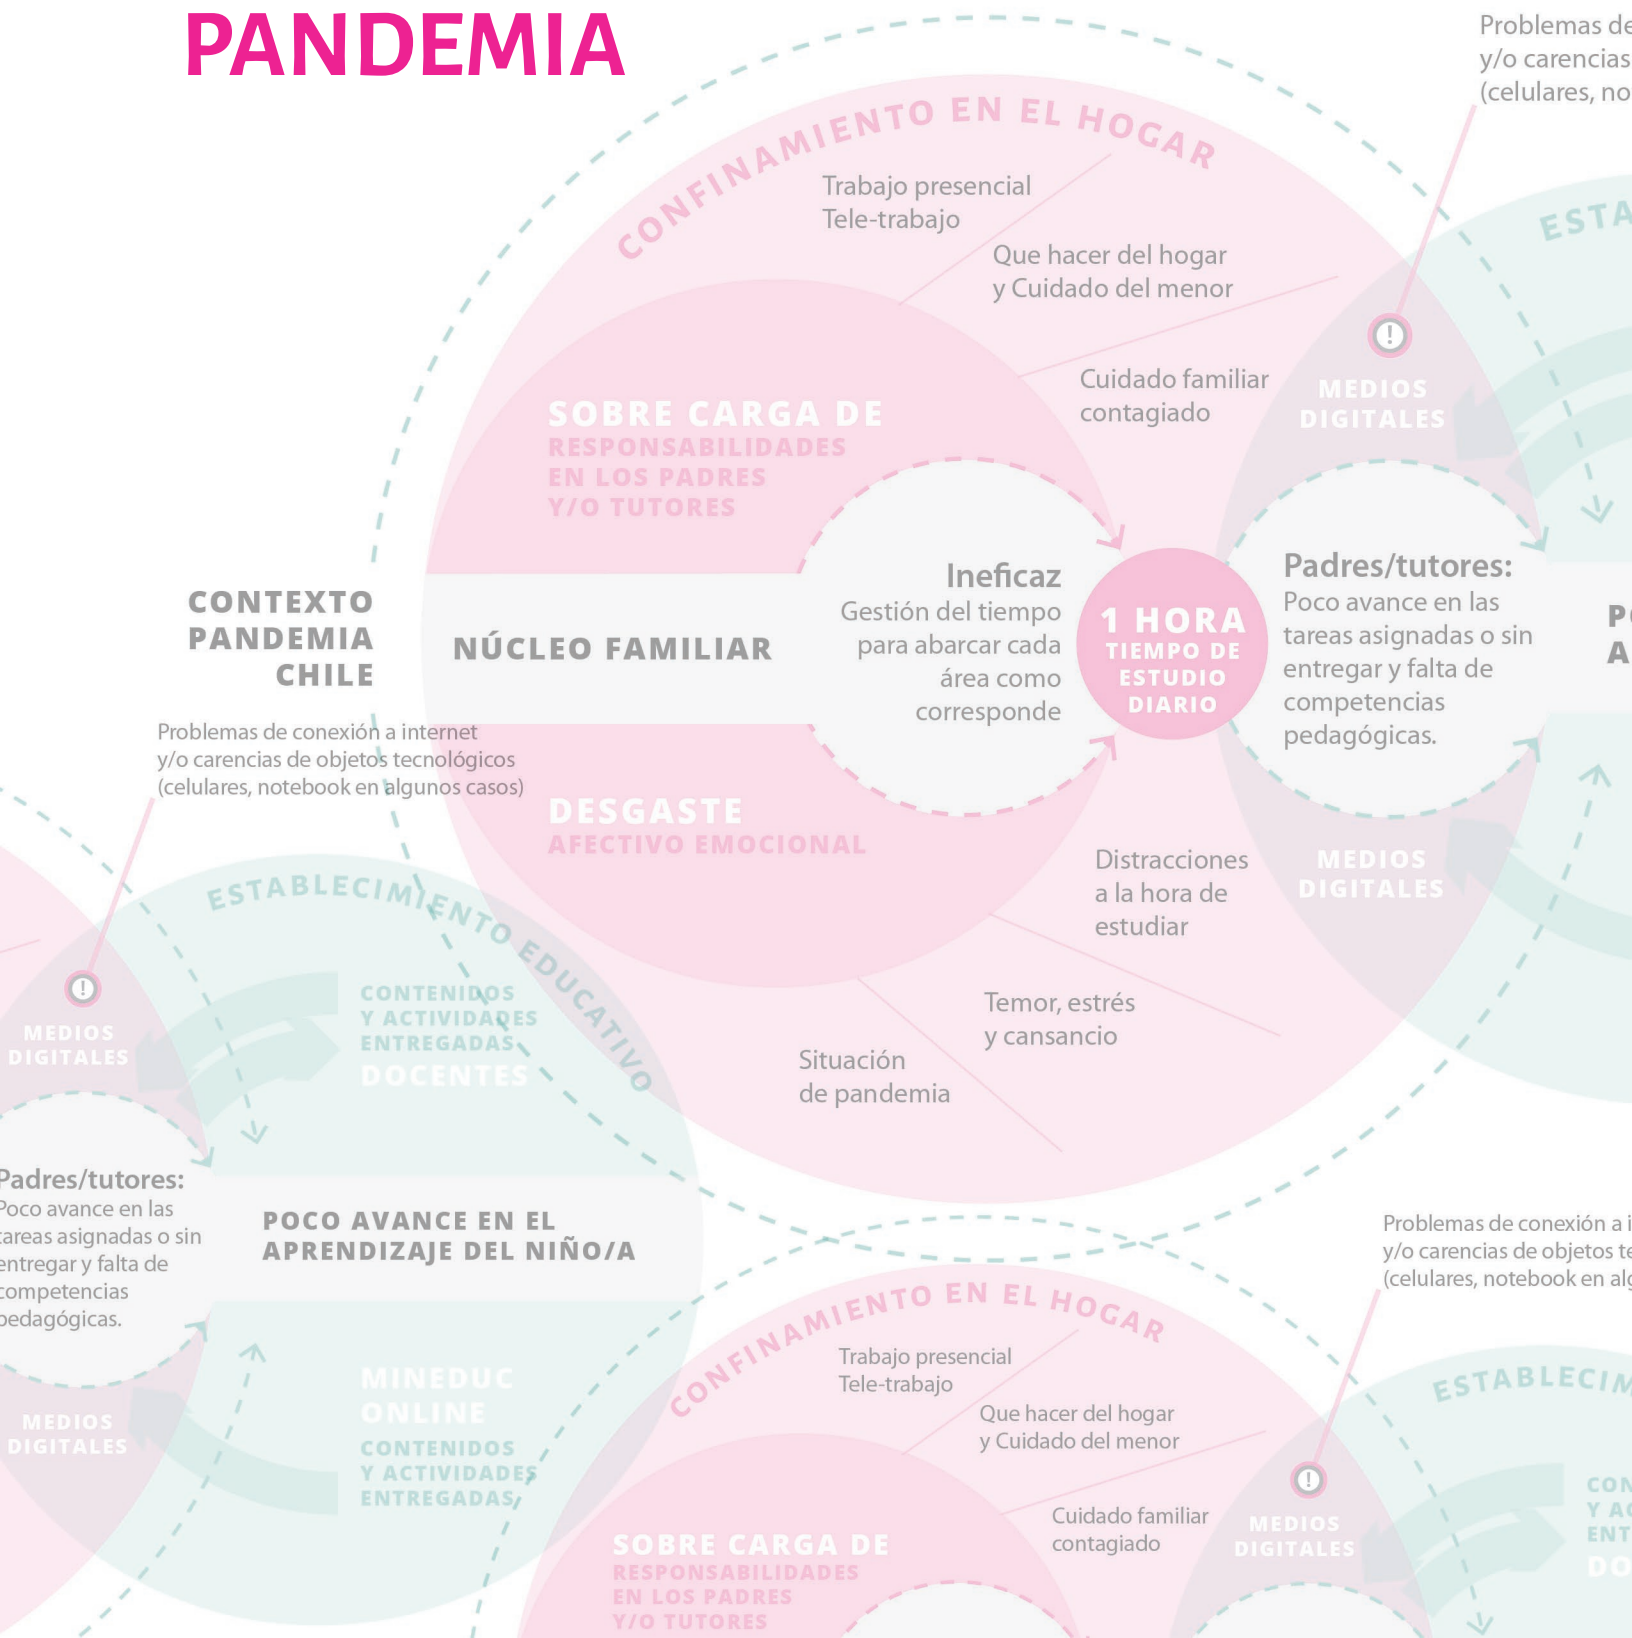 PANDEMIA
Problemas de
y/o carencias
(celulares, no
CONFINAMIENTO EN EL HOGAR
Trabajo presencial
Tele-trabajo
Que hacer del hogar
y Cuidado del menor
Cuidado familiar
contagiado
ESTA
!
MEDIOS
DIGITALES
SOBRE CARGA DE
RESPONSABILIDADES
EN LOS PADRES
Y/O TUTORES
CONTEXTO
PANDEMIA
CHILE
NÚCLEO FAMILIAR
Ineficaz
Gestión del tiempo
para abarcar cada
área como
corresponde
1 HORA
TIEMPO DE
ESTUDIO
DIARIO
Padres/tutores:
Poco avance en las
tareas asignadas o sin
entregar y falta de
competencias
pedagógicas.
DESGASTE
AFECTIVO EMOCIONAL
MEDIOS
DIGITALES
Distracciones
a la hora de
estudiar
Temor, estrés
y cansancio
Situación
de pandemia
Problemas de conexión a internet
y/o carencias de objetos tecnológicos
(celulares, notebook en algunos casos)
ESTABLECIMIENTO EDUCATIVO
!
MEDIOS
DIGITALES
CONTENIDOS
Y ACTIVIDADES
ENTREGADAS
DOCENTES
Padres/tutores:
Poco avance en las
tareas asignadas o sin
entregar y falta de
competencias
pedagógicas.
POCO AVANCE EN EL
APRENDIZAJE DEL NIÑO/A
MEDIOS
DIGITALES
MINEDUC
ONLINE
CONTENIDOS
Y ACTIVIDADES
ENTREGADAS
Problemas de conexión a i
y/o carencias de objetos te
(celulares, notebook en alg
CONFINAMIENTO EN EL HOGAR
Trabajo presencial
Tele-trabajo
Que hacer del hogar
y Cuidado del menor
Cuidado familiar
contagiado
ESTABLECIM
!
MEDIOS
DIGITALES
CON
Y AC
ENT
DO
SOBRE CARGA DE
RESPONSABILIDADES
EN LOS PADRES
Y/O TUTORES